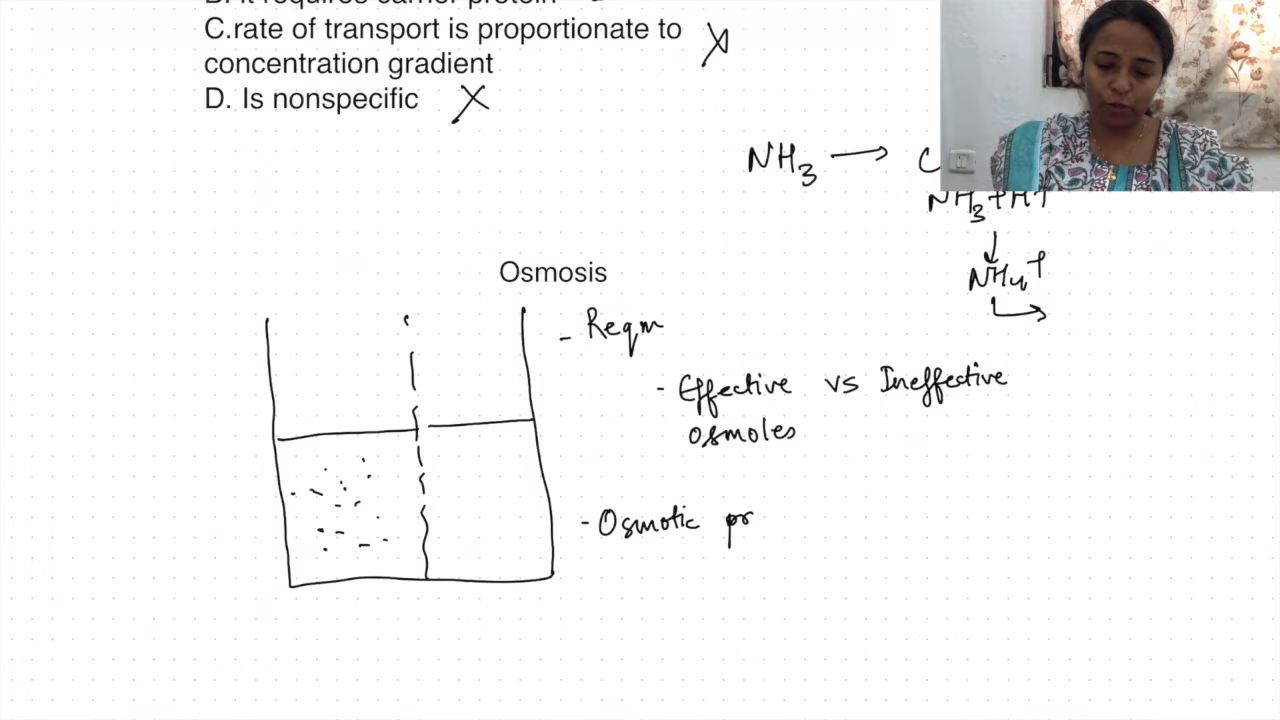 C.rate of transport is proportionate to
concentration gradient
D. Is nonspecific
NH3 →
NH3+H+
↓
NH4+
Osmosis
- Reqm
- Effective vs Ineffective
osmoles
- Osmotic pr